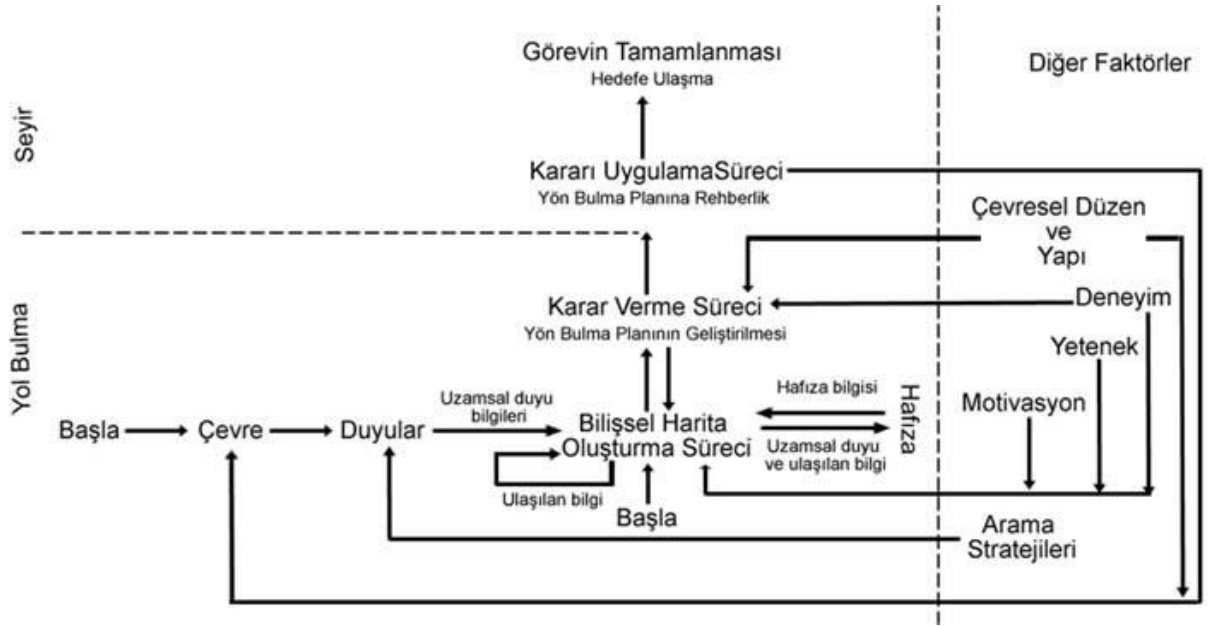 Görevin Tamamlanması
Hedefe Ulaşma
Diğer Faktörler
Seyir
Kararı UygulamaSüreci
Yön Bulma Planına Rehberlik
Çevresel Düzen
ve
Yapı
Karar Verme Süreci
Yön Bulma Planının Geliştirilmesi
Deneyim
Yetenek
Motivasyon
Yol Bulma
Başla
Çevre
Duyular
Uzamsal duyu
bilgileri
Bilişsel Harita
Oluşturma Süreci
Hafıza bilgisi
Uzamsal duyu
ve ulaşılan bilgi
Hafıza
Ulaşılan bilgi
Başla
Arama
Stratejileri